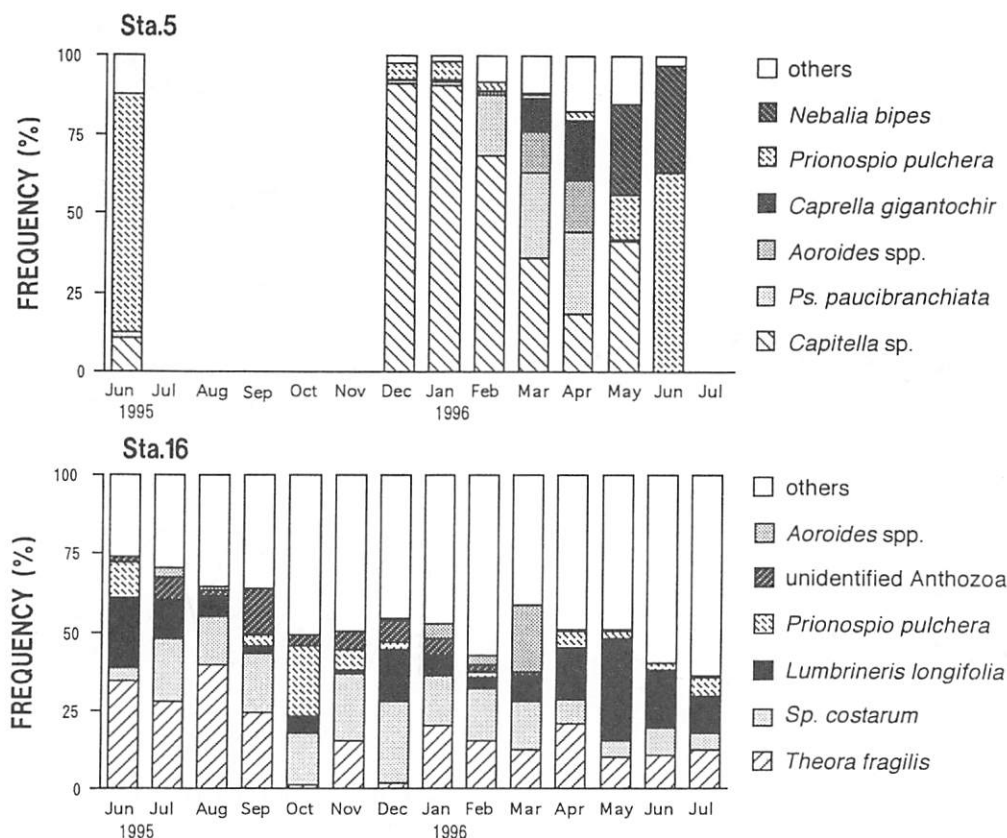 Sta.5
FREQUENCY (%)
100
75
50
25
0
Jun Jul Aug Sep Oct Nov Dec Jan Feb Mar Apr May Jun Jul
1995 1996
others
Nebalia bipes
Prionospio pulchera
Caprella gigantochir
Aoroides spp.
Ps. paucibranchiata
Capitella sp.
Sta.16
FREQUENCY (%)
100
75
50
25
0
Jun Jul Aug Sep Oct Nov Dec Jan Feb Mar Apr May Jun Jul
1995 1996
others
Aoroides spp.
unidentified Anthozoa
Prionospio pulchera
Lumbrineris longifolia
Sp. costarum
Theora fragilis